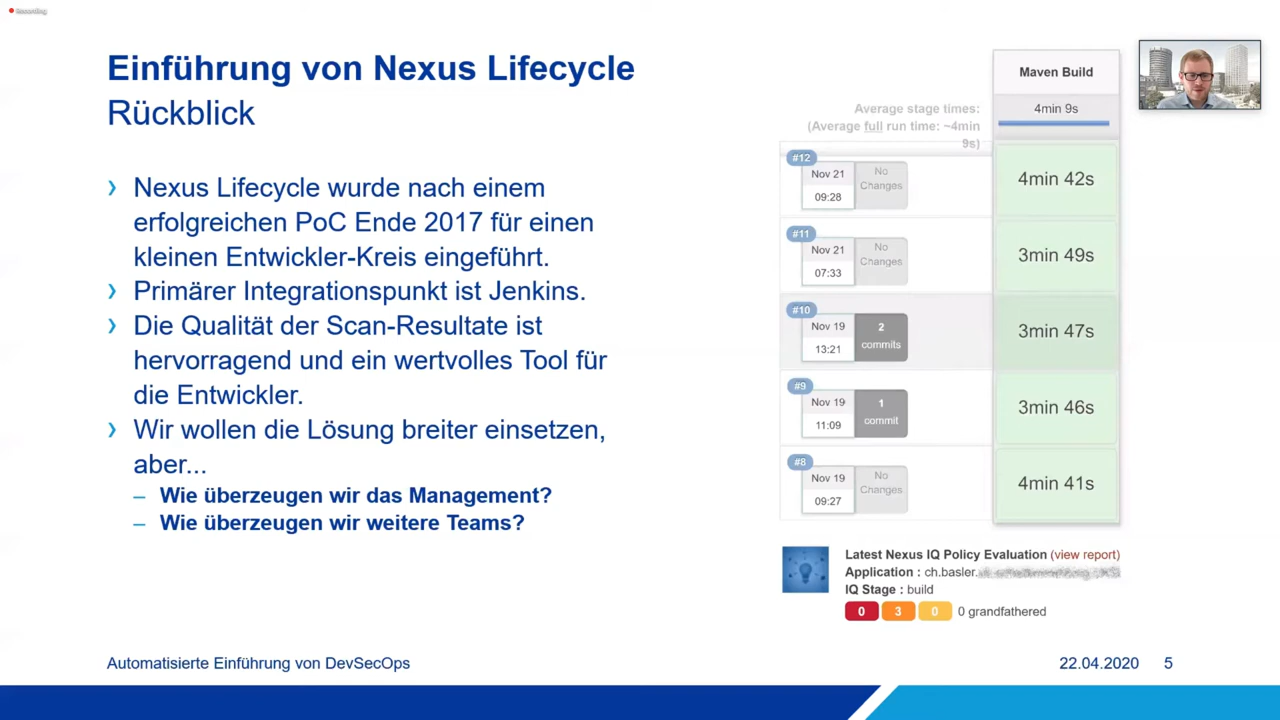 Recording
Einführung von Nexus Lifecycle
Rückblick
› Nexus Lifecycle wurde nach einem
erfolgreichen PoC Ende 2017 für einen
kleinen Entwickler-Kreis eingeführt.
› Primärer Integrationspunkt ist Jenkins.
› Die Qualität der Scan-Resultate ist
hervorragend und ein wertvolles Tool für
die Entwickler.
› Wir wollen die Lösung breiter einsetzen,
aber...
– Wie überzeugen wir das Management?
– Wie überzeugen wir weitere Teams?
Maven Build
Average stage times:
(Average full run time: ~4min
9s)
4min 9s
#12
Nov 21
09:28
No
Changes
4min 42s
#11
Nov 21
07:33
No
Changes
3min 49s
#10
Nov 19
13:21
2
commits
3min 47s
#9
Nov 19
11:09
1
commit
3min 46s
#8
Nov 19
09:27
No
Changes
4min 41s
Latest Nexus IQ Policy Evaluation (view report)
Application : ch.basler.
IQ Stage : build
0 3 0 0 grandfathered
Automatisierte Einführung von DevSecOps
22.04.2020 5